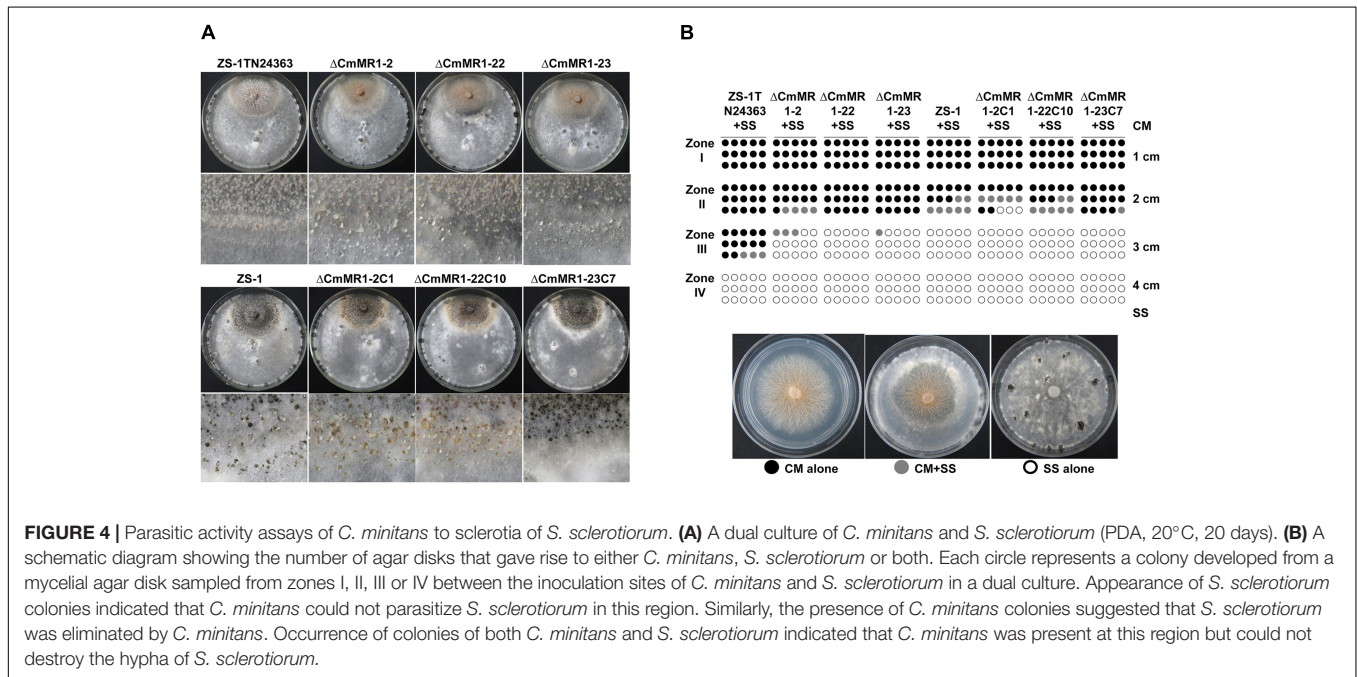 A
ZS-1TN24363 ΔCmMR1-2 ΔCmMR1-22 ΔCmMR1-23
ZS-1 ΔCmMR1-2C1 ΔCmMR1-22C10 ΔCmMR1-23C7
B
ZS-1T ΔCmMR ΔCmMR ΔCmMR ΔCmMR ΔCmMR ΔCmMR
N24363 1-2 1-22 1-23 ZS-1 1-2C1 1-22C10 1-23C7
+SS +SS +SS +SS +SS +SS +SS +SS CM
Zone
I
1 cm
Zone
II
2 cm
Zone
III
3 cm
Zone
IV
4 cm
SS
CM alone CM+SS SS alone
FIGURE 4 | Parasitic activity assays of C. minitans to sclerotia of S. sclerotiorum. (A) A dual culture of C. minitans and S. sclerotiorum (PDA, 20°C, 20 days). (B) A
schematic diagram showing the number of agar disks that gave rise to either C. minitans, S. sclerotiorum or both. Each circle represents a colony developed from a
mycelial agar disk sampled from zones I, II, III or IV between the inoculation sites of C. minitans and S. sclerotiorum in a dual culture. Appearance of S. sclerotiorum
colonies indicated that C. minitans could not parasitize S. sclerotiorum in this region. Similarly, the presence of C. minitans colonies suggested that S. sclerotiorum
was eliminated by C. minitans. Occurrence of colonies of both C. minitans and S. sclerotiorum indicated that C. minitans was present at this region but could not
destroy the hypha of S. sclerotiorum.